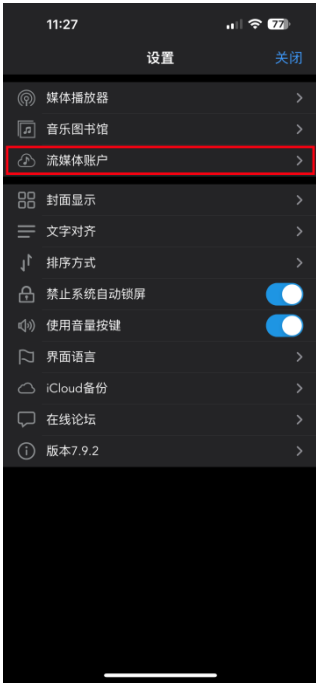 11:27
77
设置
关闭
媒体播放器
音乐图书馆
流媒体账户
封面显示
文字对齐
排序方式
禁止系统自动锁屏
使用音量按键
界面语言
iCloud备份
在线论坛
版本7.9.2